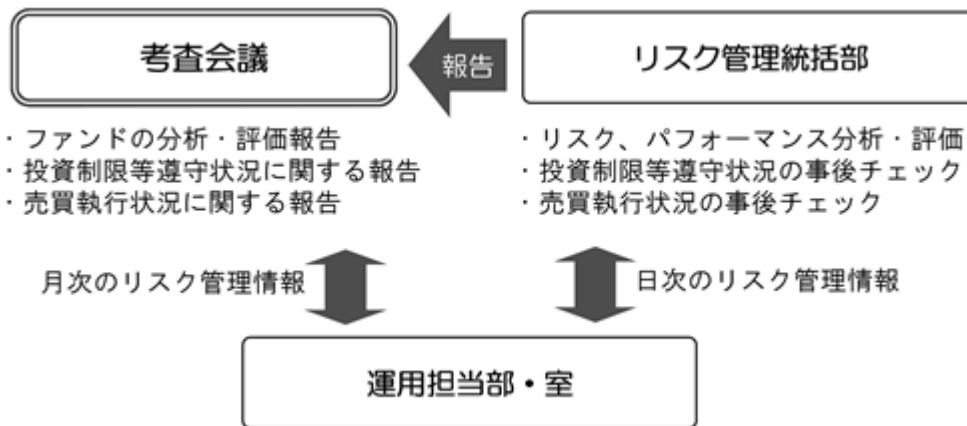 考査会議
報告
リスク管理統括部
・ファンドの分析・評価報告
・投資制限等遵守状況に関する報告
・売買執行状況に関する報告
・リスク、パフォーマンス分析・評価
・投資制限等遵守状況の事後チェック
・売買執行状況の事後チェック
月次のリスク管理情報
日次のリスク管理情報
運用担当部・室